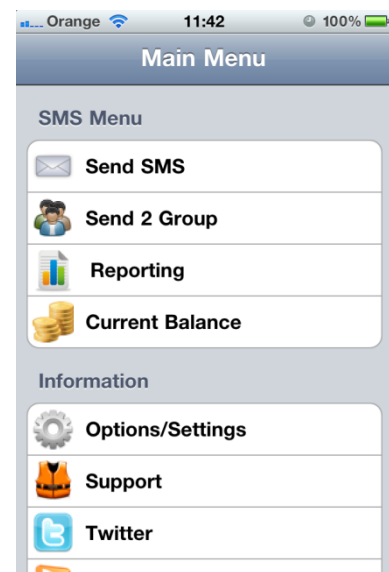 Orange 11:42 100%
Main Menu
SMS Menu
Send SMS
Send 2 Group
Reporting
Current Balance
Information
Options/Settings
Support
Twitter